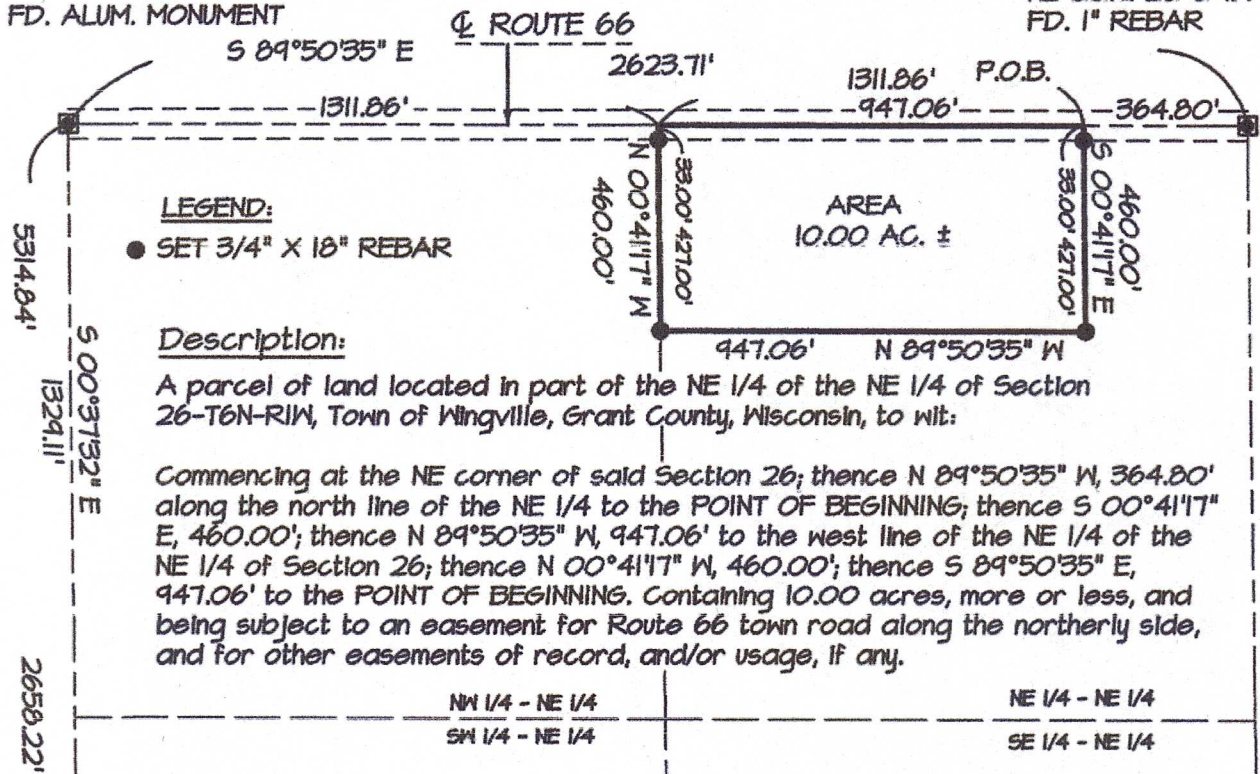 FD. ALUM. MONUMENT
FD. 1" REBAR
℄ ROUTE 66
S 89°50'35" E
2623.71'
1311.86'
P.O.B.
1311.86'
947.06'
364.80'
N 00°41'17" W
460.00'
33.00'
427.00'
AREA
10.00 AC. ±
33.00'
427.00'
S 00°41'17" E
460.00'
LEGEND:
SET 3/4" X 18" REBAR
5314.84'
S 00°37'32" E
1329.11'
2658.22'
947.06'
N 89°50'35" W
Description:
A parcel of land located in part of the NE 1/4 of the NE 1/4 of Section
26-T6N-R1W, Town of Wingville, Grant County, Wisconsin, to wit:
Commencing at the NE corner of said Section 26; thence N 89°50'35" W, 364.80'
along the north line of the NE 1/4 to the POINT OF BEGINNING; thence S 00°41'17"
E, 460.00'; thence N 89°50'35" W, 947.06' to the west line of the NE 1/4 of the
NE 1/4 of Section 26; thence N 00°41'17" W, 460.00'; thence S 89°50'35" E,
947.06' to the POINT OF BEGINNING. Containing 10.00 acres, more or less, and
being subject to an easement for Route 66 town road along the northerly side,
and for other easements of record, and/or usage, if any.
NW 1/4 - NE 1/4
NE 1/4 - NE 1/4
SW 1/4 - NE 1/4
SE 1/4 - NE 1/4